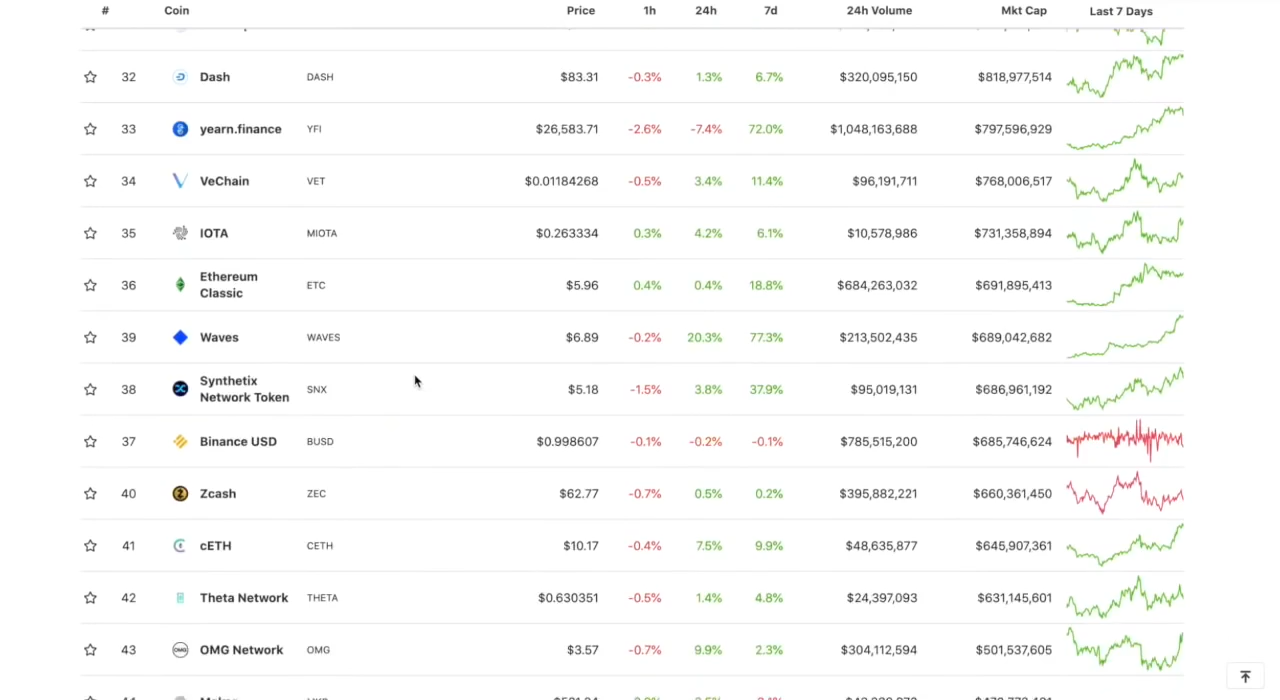 # Coin Price 1h 24h 7d 24h Volume Mkt Cap Last 7 Days
32 Dash DASH $83.31 -0.3% 1.3% 6.7% $320,095,150 $818,977,514
33 yearn.finance YFI $26,583.71 -2.6% -7.4% 72.0% $1,048,163,688 $797,596,929
34 VeChain VET $0.01184268 -0.5% 3.4% 11.4% $96,191,711 $768,006,517
35 IOTA MIOTA $0.263334 0.3% 4.2% 6.1% $10,578,986 $731,358,894
36 Ethereum Classic ETC $5.96 0.4% 0.4% 18.8% $684,263,032 $691,895,413
39 Waves WAVES $6.89 -0.2% 20.3% 77.3% $213,502,435 $689,042,682
38 Synthetix Network Token SNX $5.18 -1.5% 3.8% 37.9% $95,019,131 $686,961,192
37 Binance USD BUSD $0.998607 -0.1% -0.2% -0.1% $785,515,200 $685,746,624
40 Zcash ZEC $62.77 -0.7% 0.5% 0.2% $395,882,221 $660,361,450
41 cETH CETH $10.17 -0.4% 7.5% 9.9% $48,635,877 $645,907,361
42 Theta Network THETA $0.630351 -0.5% 1.4% 4.8% $24,397,093 $631,145,601
43 OMG Network OMG $3.57 -0.7% 9.9% 2.3% $304,112,594 $501,537,605